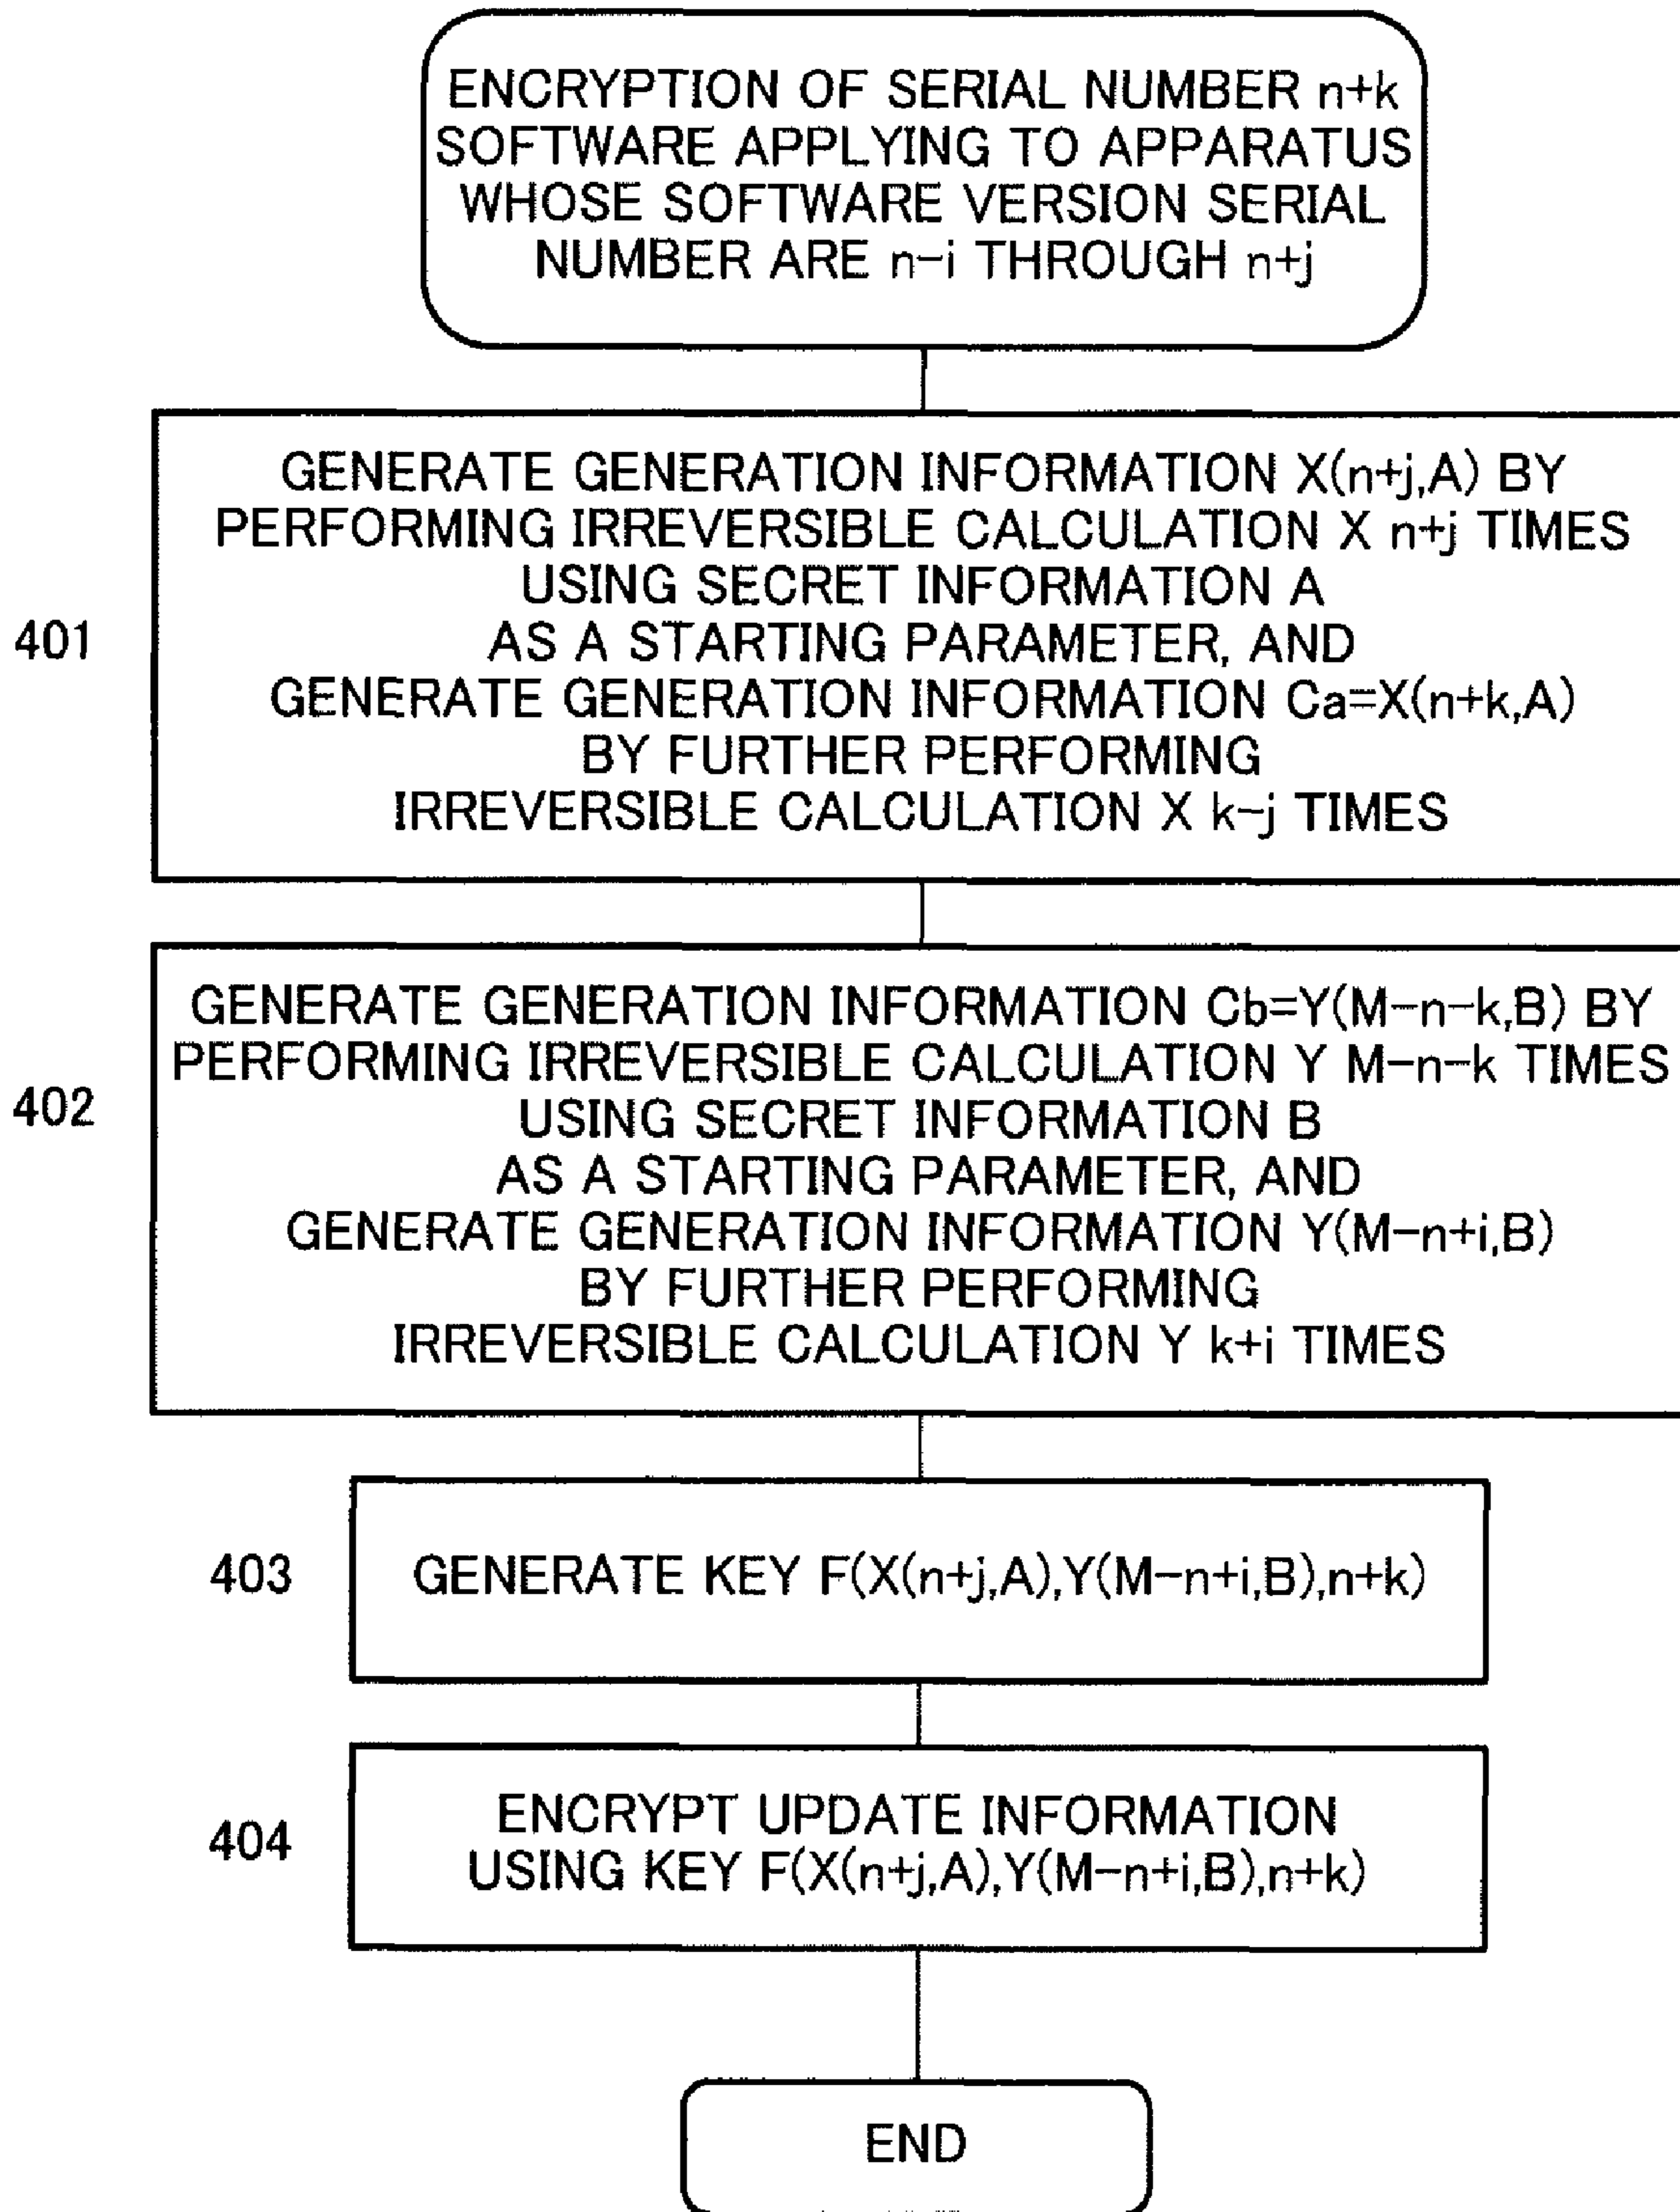 ENCRYPTION OF SERIAL NUMBER n+k
SOFTWARE APPLYING TO APPARATUS
WHOSE SOFTWARE VERSION SERIAL
NUMBER ARE n-i THROUGH n+j
401
GENERATE GENERATION INFORMATION X(n+j,A) BY
PERFORMING IRREVERSIBLE CALCULATION X n+j TIMES
USING SECRET INFORMATION A
AS A STARTING PARAMETER, AND
GENERATE GENERATION INFORMATION Ca=X(n+k,A)
BY FURTHER PERFORMING
IRREVERSIBLE CALCULATION X k-j TIMES
402
GENERATE GENERATION INFORMATION Cb=Y(M-n-k,B) BY
PERFORMING IRREVERSIBLE CALCULATION Y M-n-k TIMES
USING SECRET INFORMATION B
AS A STARTING PARAMETER, AND
GENERATE GENERATION INFORMATION Y(M-n+i,B)
BY FURTHER PERFORMING
IRREVERSIBLE CALCULATION Y k+i TIMES
403
GENERATE KEY F(X(n+j,A),Y(M-n+i,B),n+k)
404
ENCRYPT UPDATE INFORMATION
USING KEY F(X(n+j,A),Y(M-n+i,B),n+k)
END